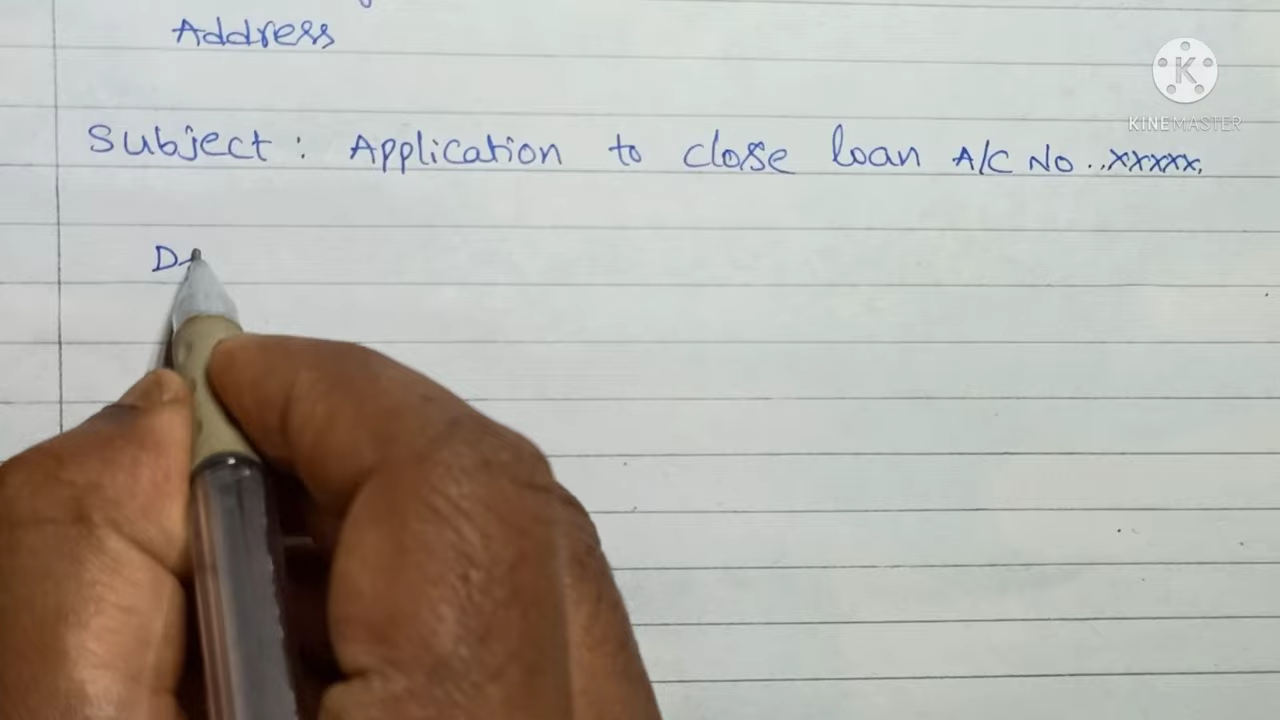 Address
K
KINEMASTER
Subject : Application to close loan A/C No..xxxxx.
D